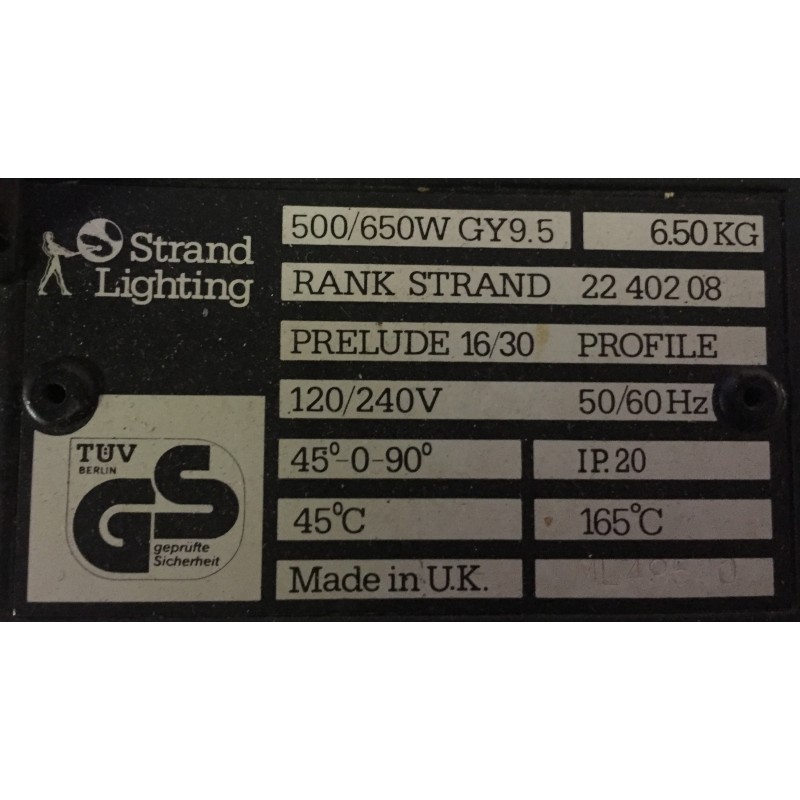 Strand
Lighting
500/650W GY9.5 6.50 KG
RANK STRAND 22 402 08
PRELUDE 16/30 PROFILE
120/240V 50/60 Hz
45°-0-90° IP.20
45°C 165°C
Made in U.K.
TÜV
BERLIN
GS
geprüfte
Sicherheit